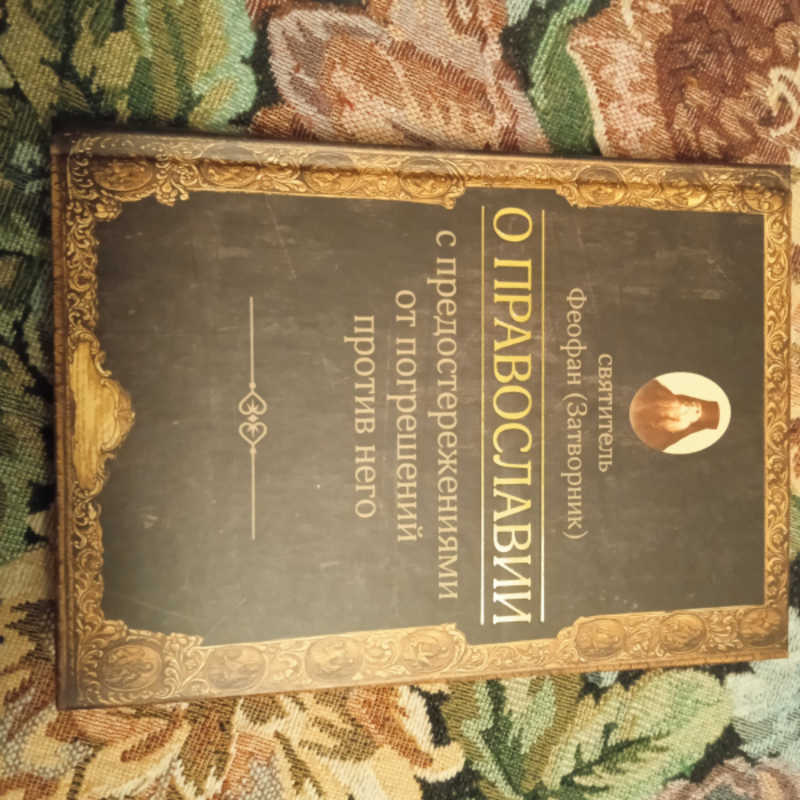 святитель
Феофан (Затворник)
О ПРАВОСЛАВИИ
с предостережениями
от погрешений
против него